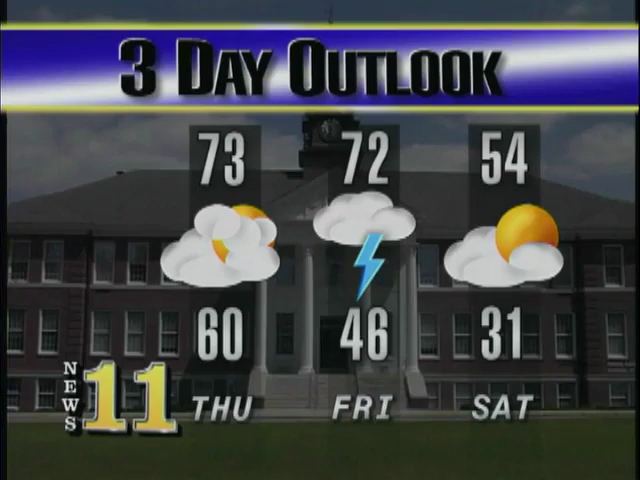 3 DAY OUTLOOK
73 72 54
60 46 31
NEWS 11
THU FRI SAT